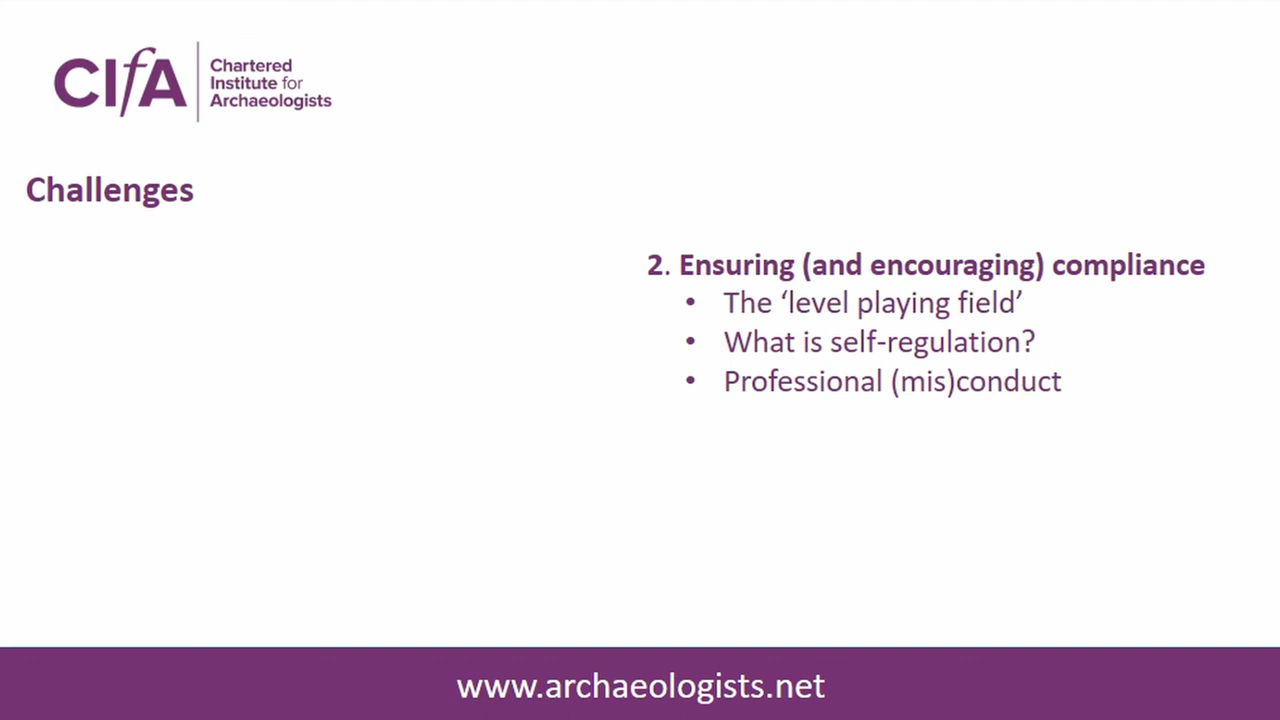 CIfA
Chartered
Institute for
Archaeologists
Challenges
2. Ensuring (and encouraging) compliance
• The ‘level playing field’
• What is self-regulation?
• Professional (mis)conduct
www.archaeologists.net